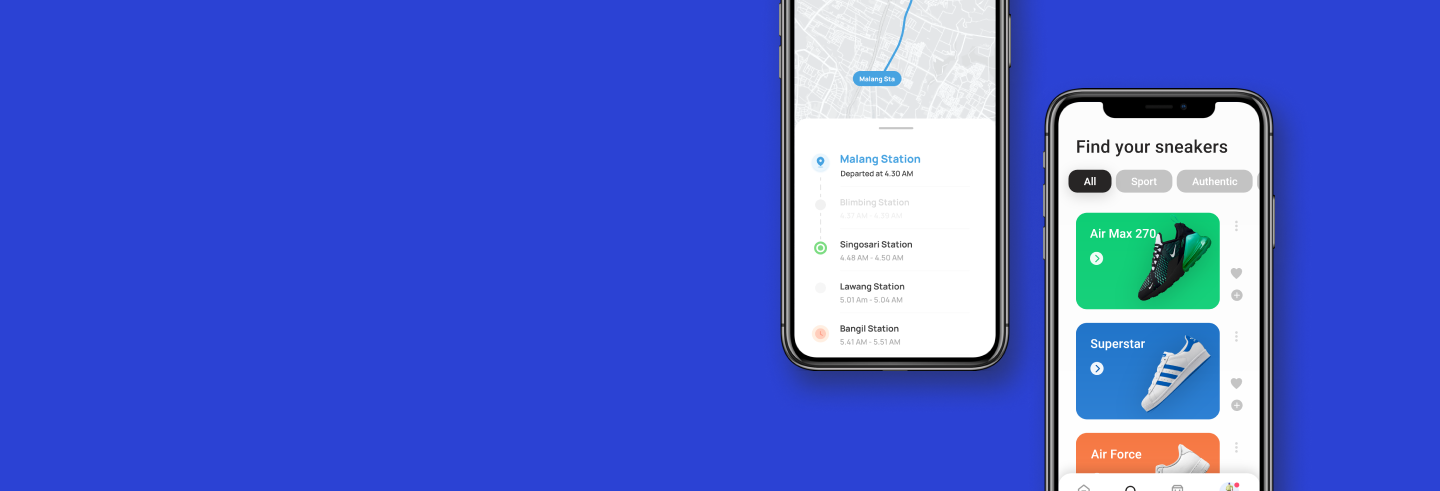 Malang Sta
Malang Station
Departed at 4.30 AM
Blimbing Station
4.37 AM - 4.39 AM
Singosari Station
4.48 AM - 4.50 AM
Lawang Station
5.01 Am - 5.04 AM
Bangil Station
5.41 AM - 5.51 AM
Find your sneakers
All
Sport
Authentic
Air Max 270
Superstar
Air Force